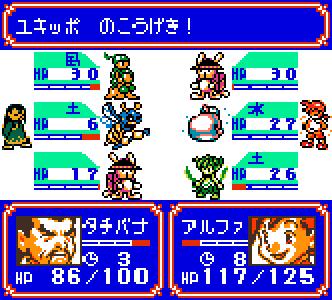 ユキッポ のこうげき！
風
HP 30
HP 30
土
HP 6
水
HP 27
HP 17
土
HP 26
タチバナ
3
HP 86/100
アルファ
8
HP 117/125